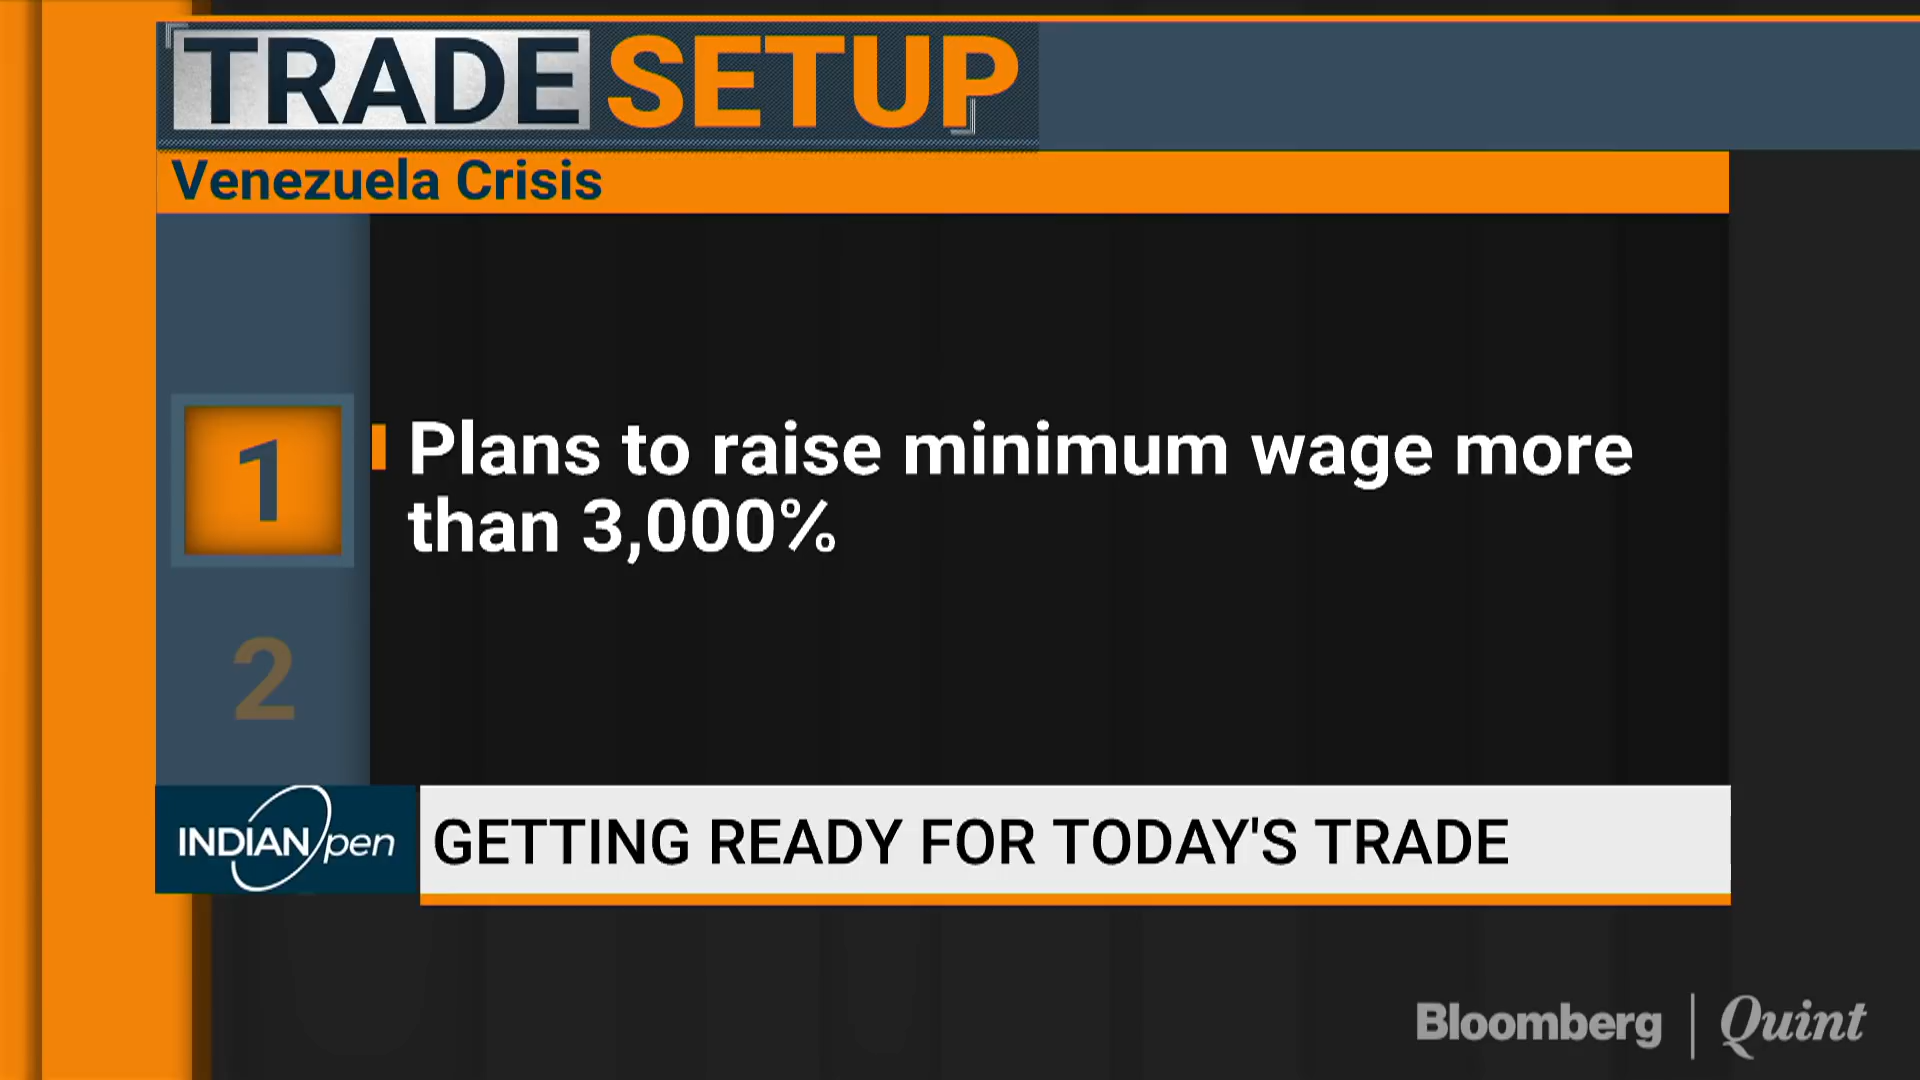 TRADE SETUP
Venezuela Crisis
1
Plans to raise minimum wage more
than 3,000%
2
INDIAN Open
GETTING READY FOR TODAY'S TRADE
Bloomberg | Quint